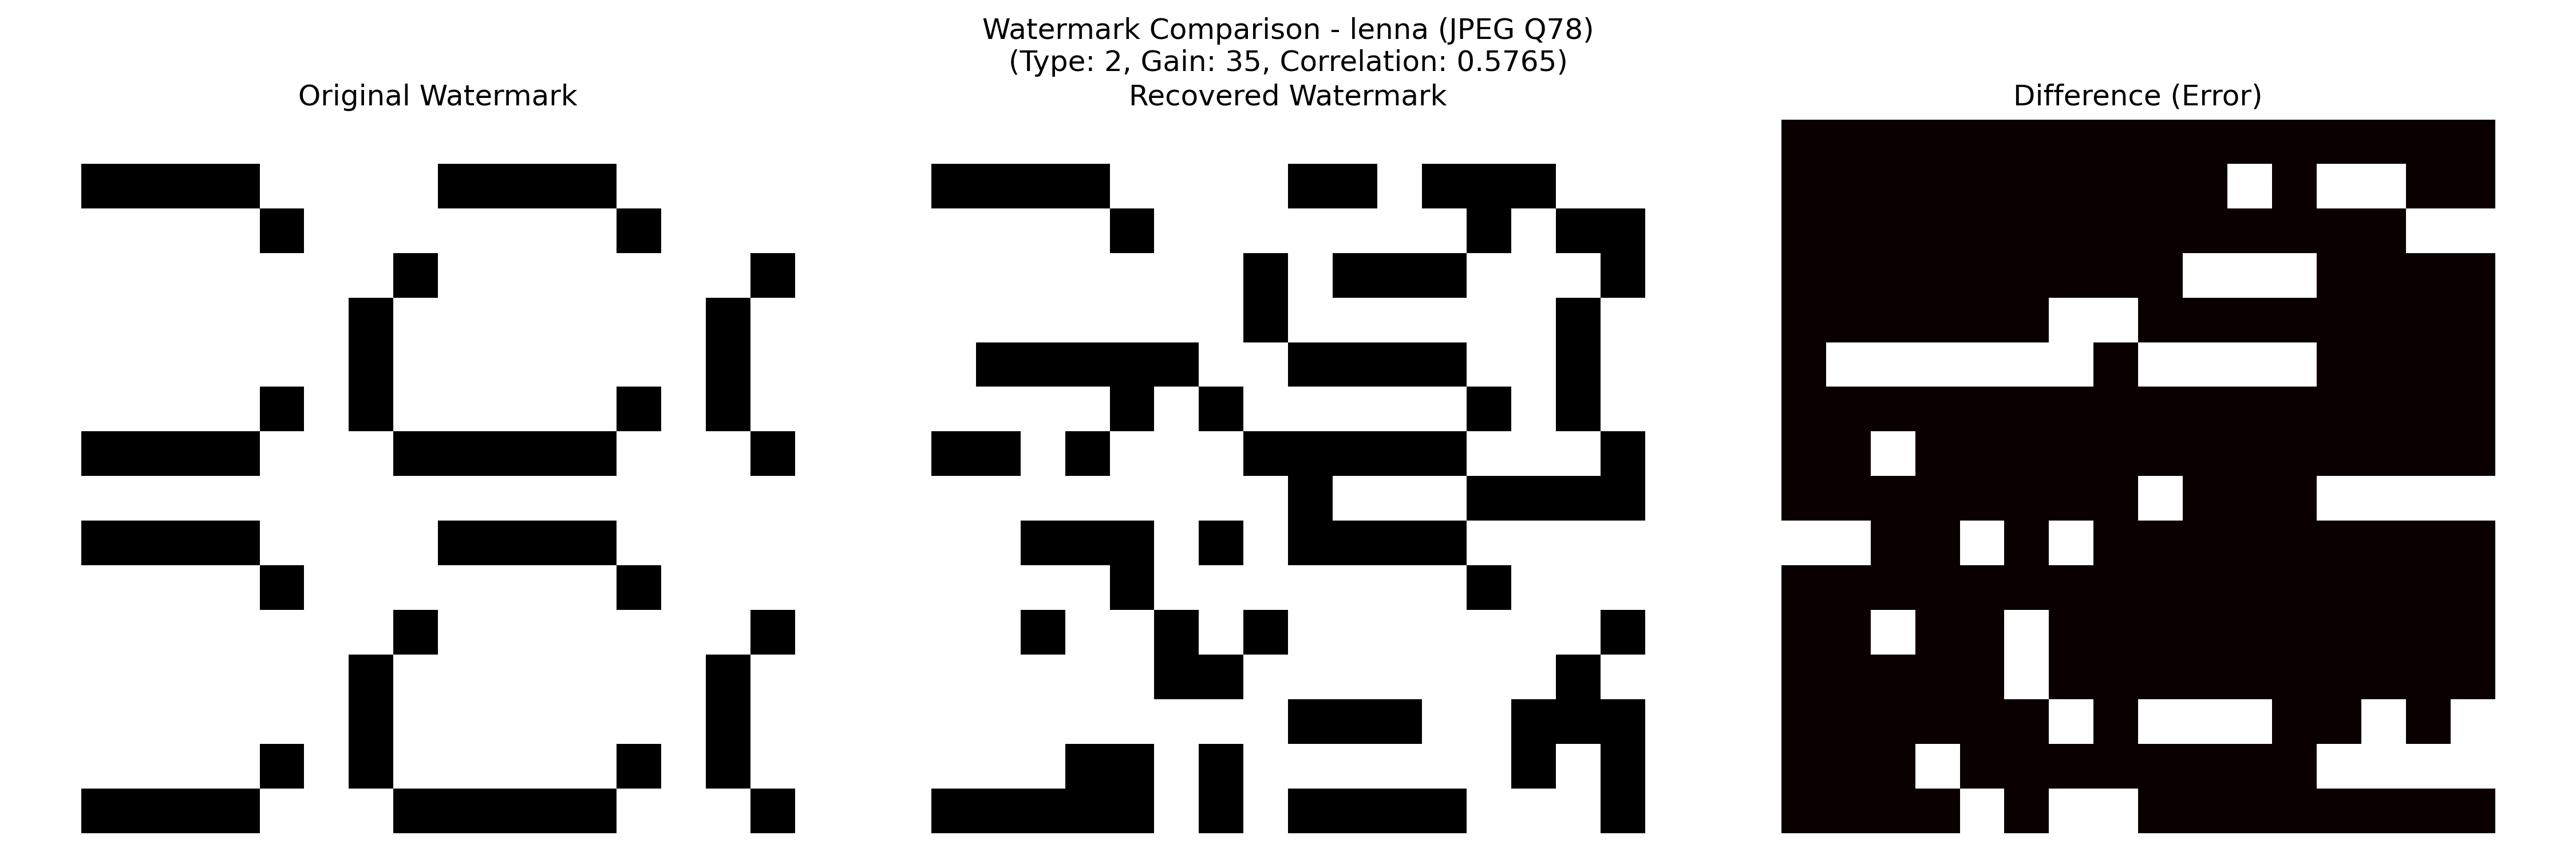 Watermark Comparison - lenna (JPEG Q78)
(Type: 2, Gain: 35, Correlation: 0.5765)
Original Watermark
Recovered Watermark
Difference (Error)